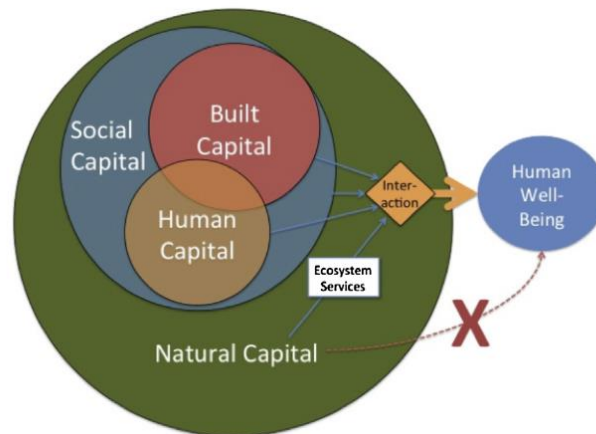 Social
Capital
Built
Capital
Human
Capital
Inter-
action
Human
Well-
Being
Ecosystem
Services
Natural Capital
X